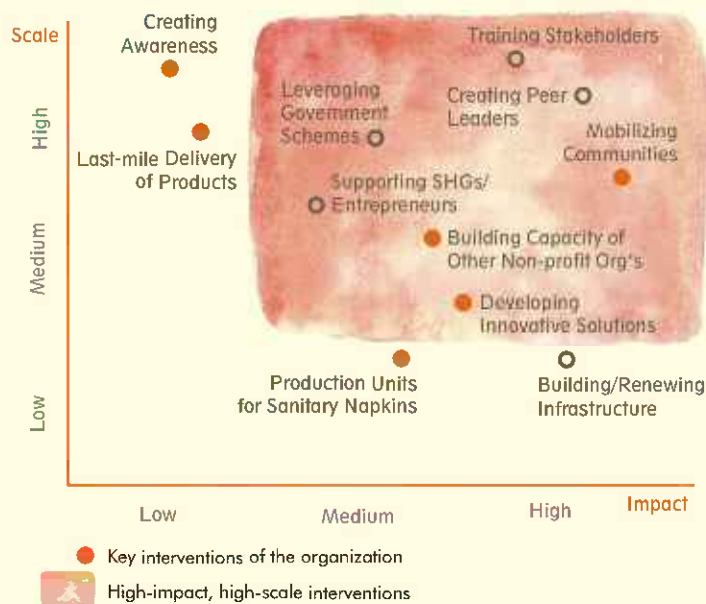 Scale
High
Medium
Low
Creating
Awareness
Last-mile Delivery
of Products
Training Stakeholders
Leveraging
Government
Schemes
Creating Peer
Leaders
Mobilizing
Communities
Supporting SHGs/
Entrepreneurs
Building Capacity of
Other Non-profit Org's
Developing
Innovative Solutions
Production Units
for Sanitary Napkins
Building/Renewing
Infrastructure
Low
Medium
High
Impact
Key interventions of the organization
High-impact, high-scale interventions